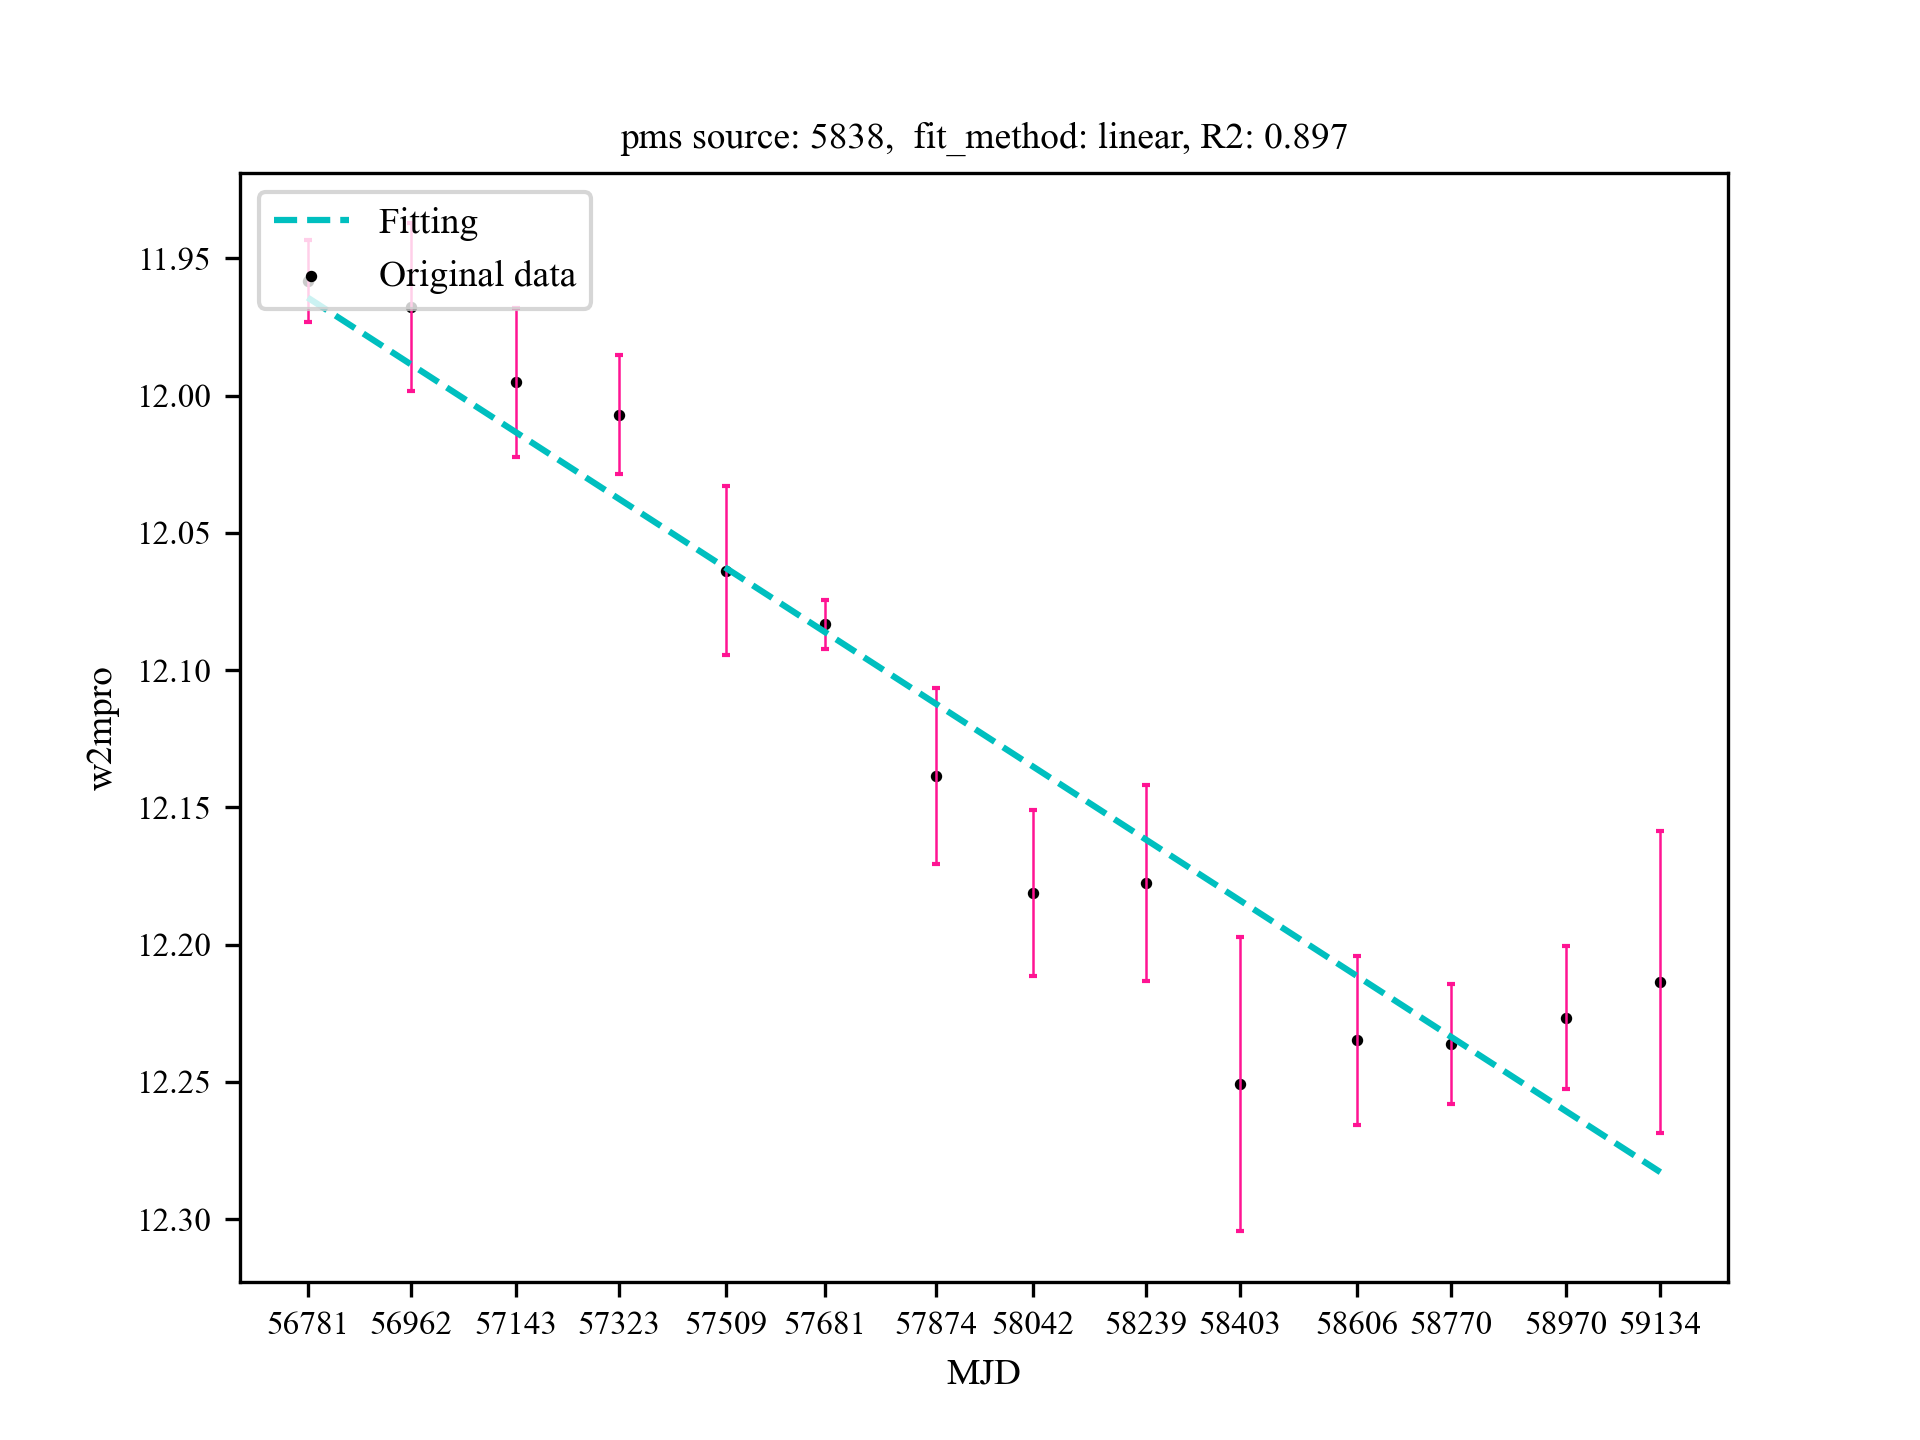 pms source: 5838,  fit_method: linear, R2: 0.897
Fitting
Original data
11.95
12.00
12.05
12.10
12.15
12.20
12.25
12.30
w2mpro
56781 56962 57143 57323 57509 57681 57874 58042 58239 58403 58606 58770 58970 59134
MJD